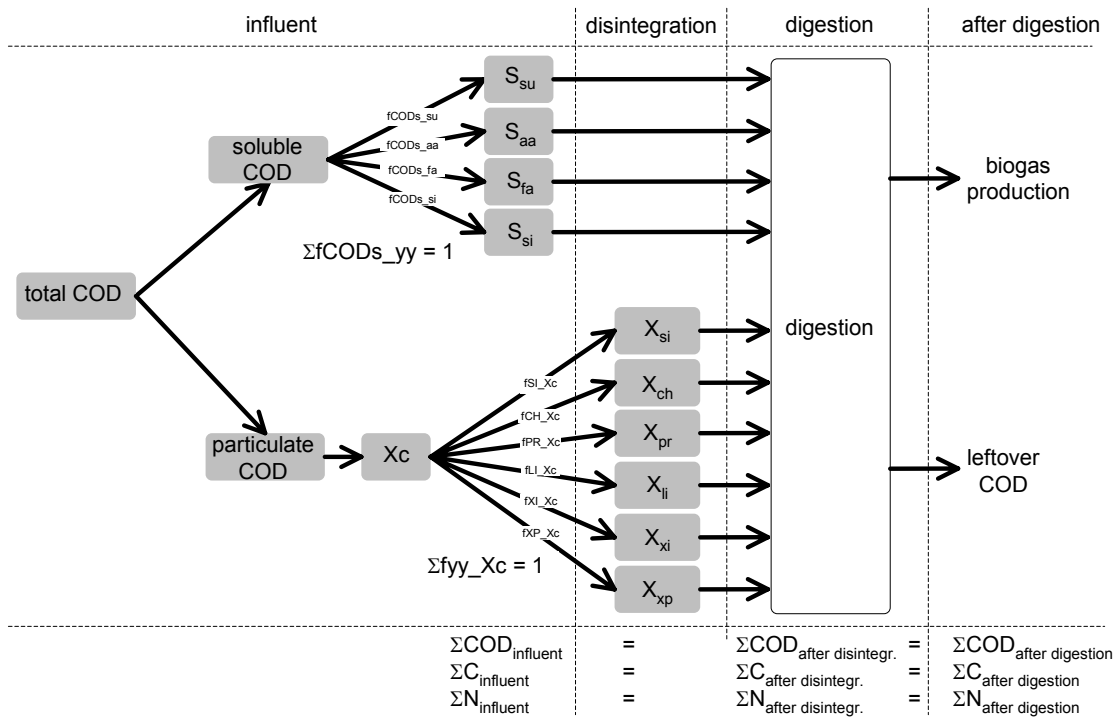 influent disintegration digestion after digestion
S_su
fCODs_su
S_aa
soluble
COD
fCODs_aa
fCODs_fa
S_fa
biogas
production
fCODs_si
S_si
ΣfCODs_yy = 1
total COD
X_si
digestion
fSI_Xc
X_ch
fCH_Xc
X_pr
fPR_Xc
particulate
COD
Xc
leftover
COD
fLI_Xc
X_li
fXI_Xc
X_xi
fXP_Xc
Σfyy_Xc = 1
X_xp
ΣCOD_influent = ΣCOD_after disintegr. = ΣCOD_after digestion
ΣC_influent = ΣC_after disintegr. = ΣC_after digestion
ΣN_influent = ΣN_after disintegr. = ΣN_after digestion